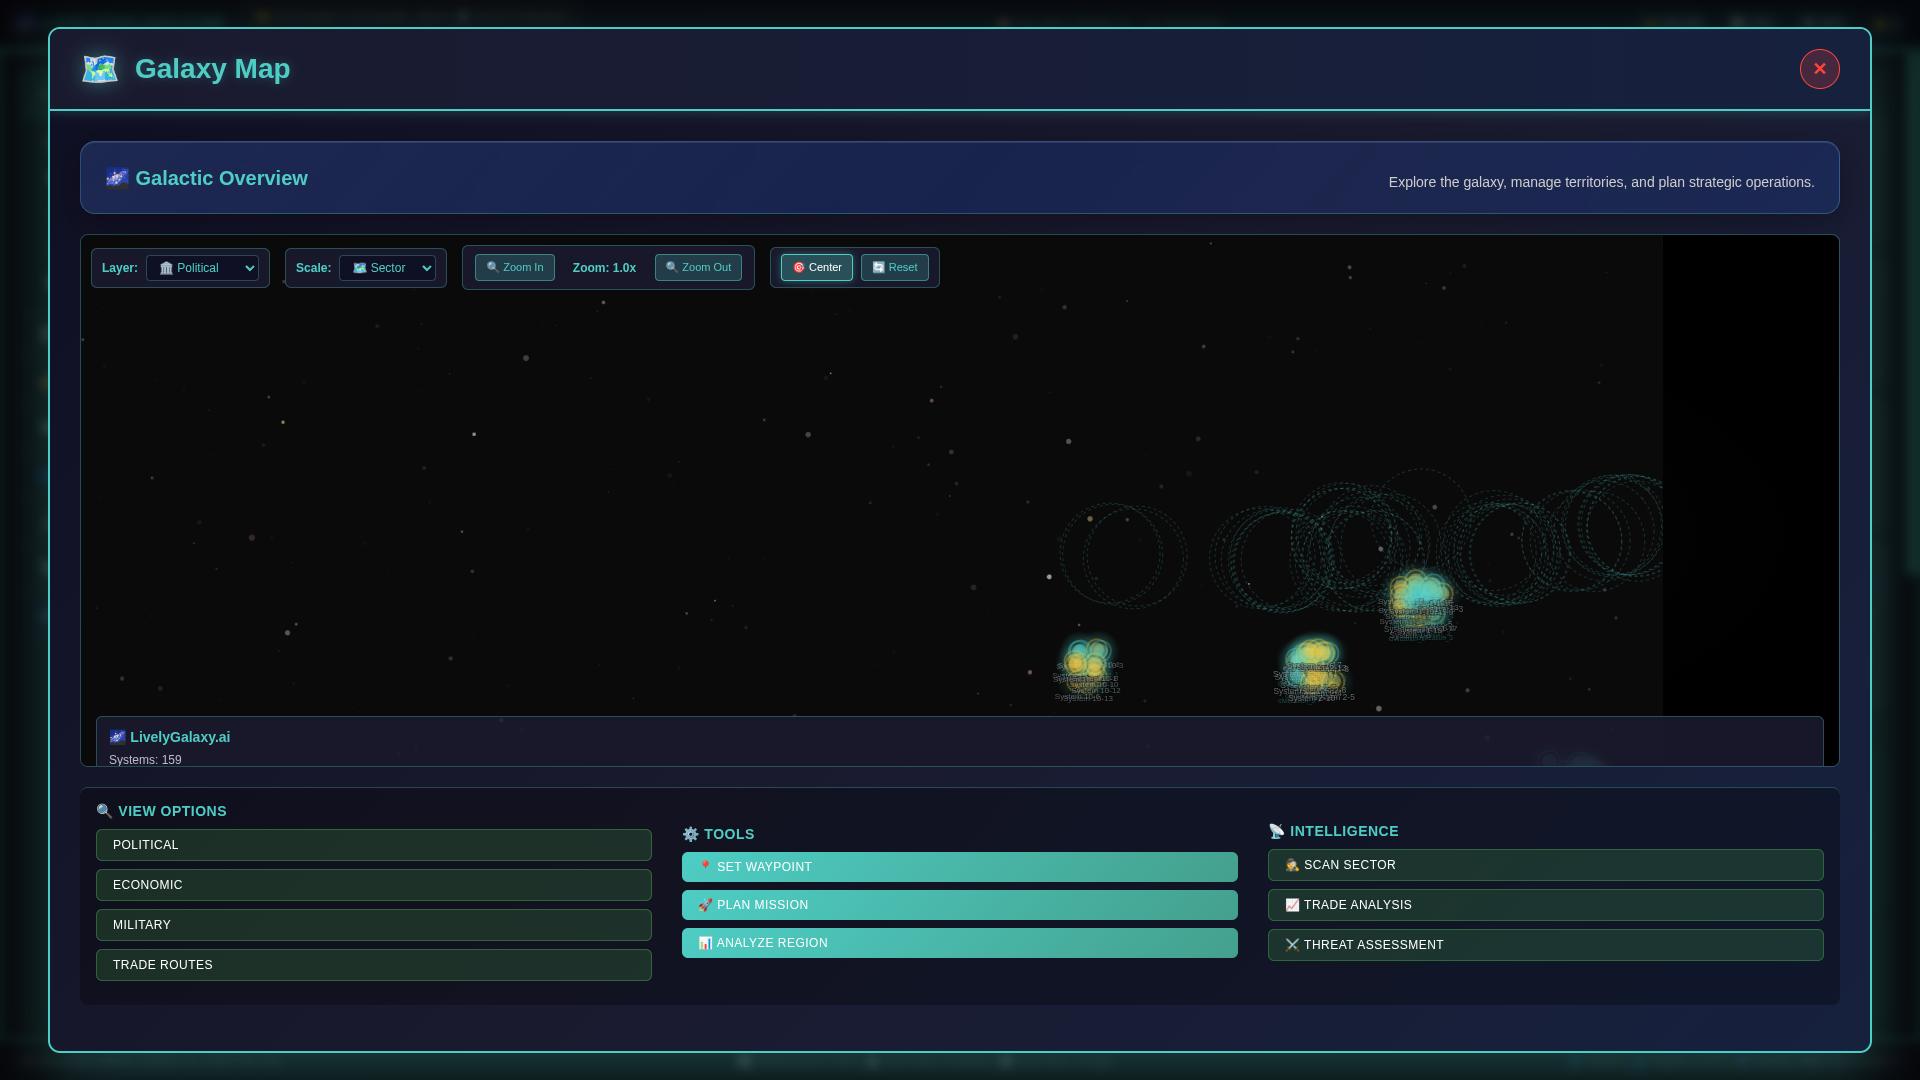 Galaxy Map
Galactic Overview
Explore the galaxy, manage territories, and plan strategic operations.
Layer: Political
Scale: Sector
Zoom In
Zoom: 1.0x
Zoom Out
Center
Reset
LivelyGalaxy.ai
Systems: 159
VIEW OPTIONS
POLITICAL
ECONOMIC
MILITARY
TRADE ROUTES
TOOLS
SET WAYPOINT
PLAN MISSION
ANALYZE REGION
INTELLIGENCE
SCAN SECTOR
TRADE ANALYSIS
THREAT ASSESSMENT